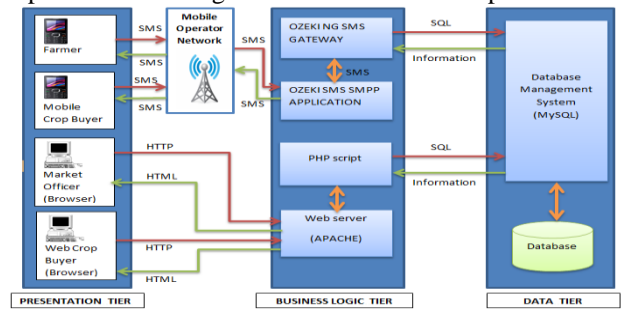 Farmer
Mobile
Crop Buyer
Market
Officer
(Browser)
Web Crop
Buyer
(Browser)
PRESENTATION TIER
SMS
SMS
SMS
SMS
HTTP
HTML
HTTP
HTML
Mobile
Operator
Network
SMS
SMS
OZEKI NG SMS
GATEWAY
SMS
OZEKI SMS SMPP
APPLICATION
PHP script
Web server
(APACHE)
BUSINESS LOGIC TIER
SQL
Information
SQL
Information
Database
Management
System
(MySQL)
Database
DATA TIER